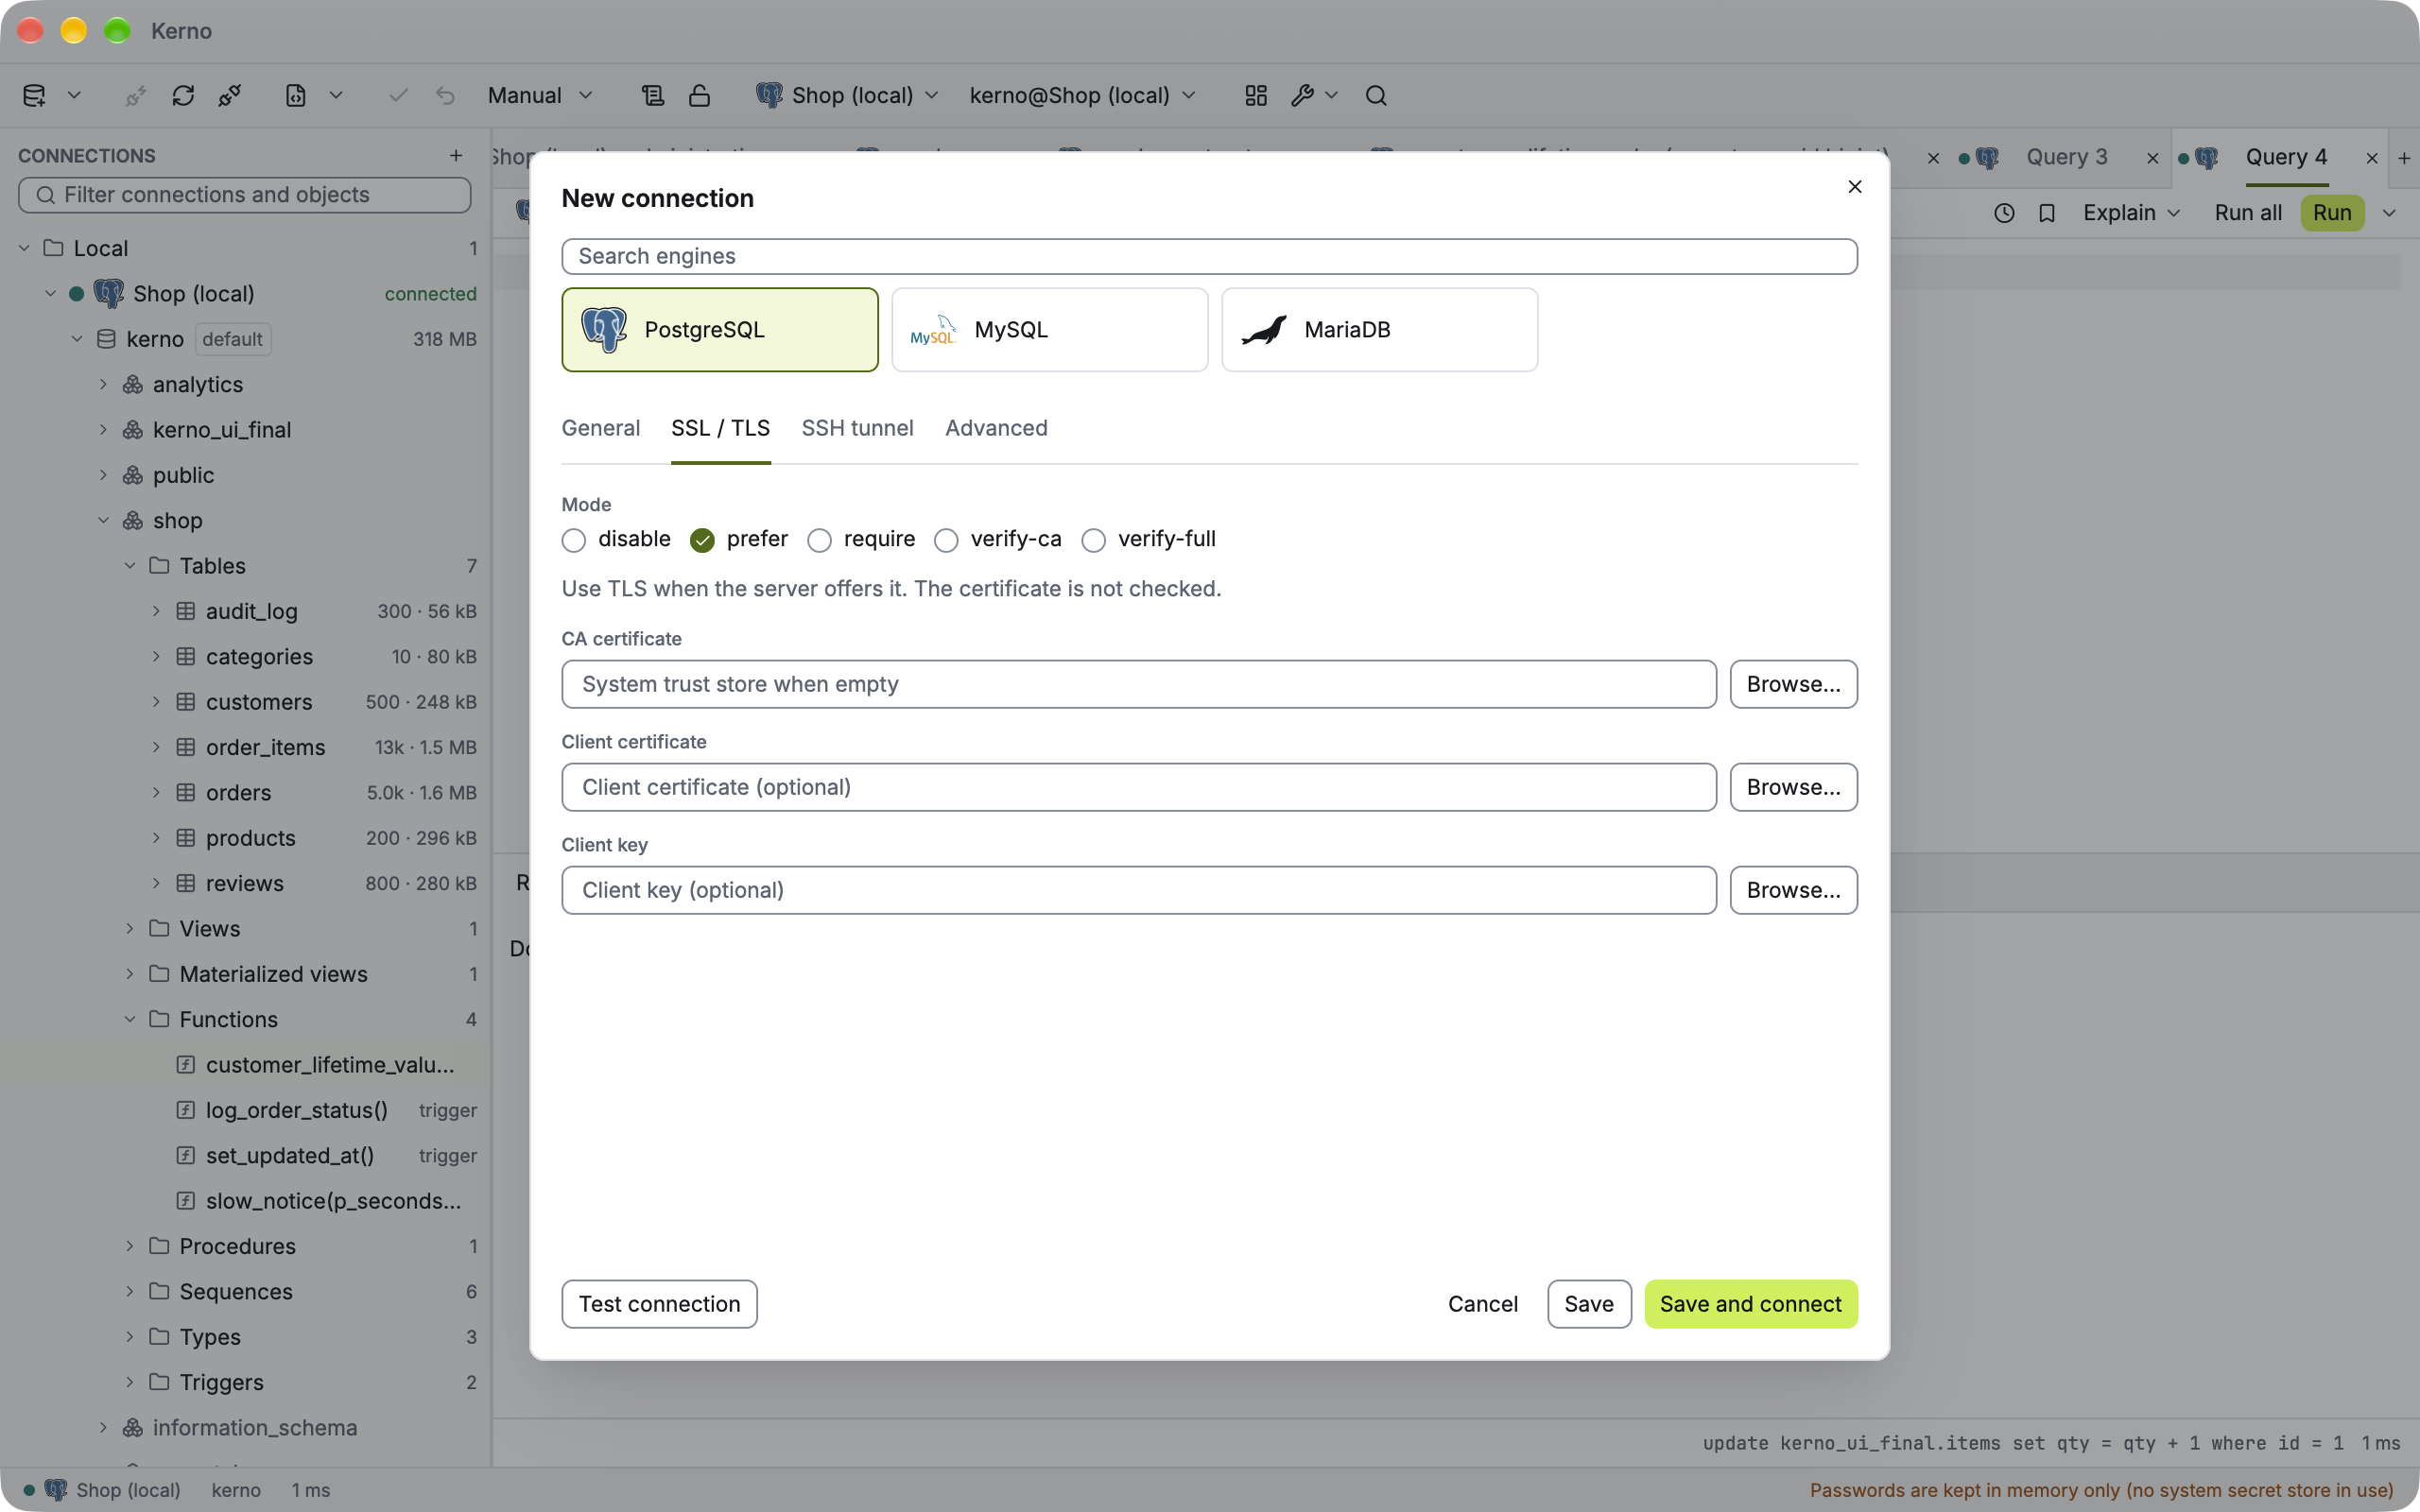 Kerno
Manual
Shop (local)
kerno@Shop (local)
CONNECTIONS
Filter connections and objects
Local 1
Shop (local) connected
kerno default 318 MB
analytics
kerno_ui_final
public
shop
Tables 7
audit_log 300 · 56 kB
categories 10 · 80 kB
customers 500 · 248 kB
order_items 13k · 1.5 MB
orders 5.0k · 1.6 MB
products 200 · 296 kB
reviews 800 · 280 kB
Views 1
Materialized views 1
Functions 4
customer_lifetime_valu...
log_order_status() trigger
set_updated_at() trigger
slow_notice(p_seconds...
Procedures 1
Sequences 6
Types 3
Triggers 2
information_schema
Query 3
Query 4
Explain
Run all
Run
New connection
Search engines
PostgreSQL
MySQL
MySQL
MariaDB
General SSL / TLS SSH tunnel Advanced
Mode
disable prefer require verify-ca verify-full
Use TLS when the server offers it. The certificate is not checked.
CA certificate
System trust store when empty Browse...
Client certificate
Client certificate (optional) Browse...
Client key
Client key (optional) Browse...
Test connection Cancel Save Save and connect
update kerno_ui_final.items set qty = qty + 1 where id = 1 1 ms
Shop (local) kerno 1 ms
Passwords are kept in memory only (no system secret store in use)